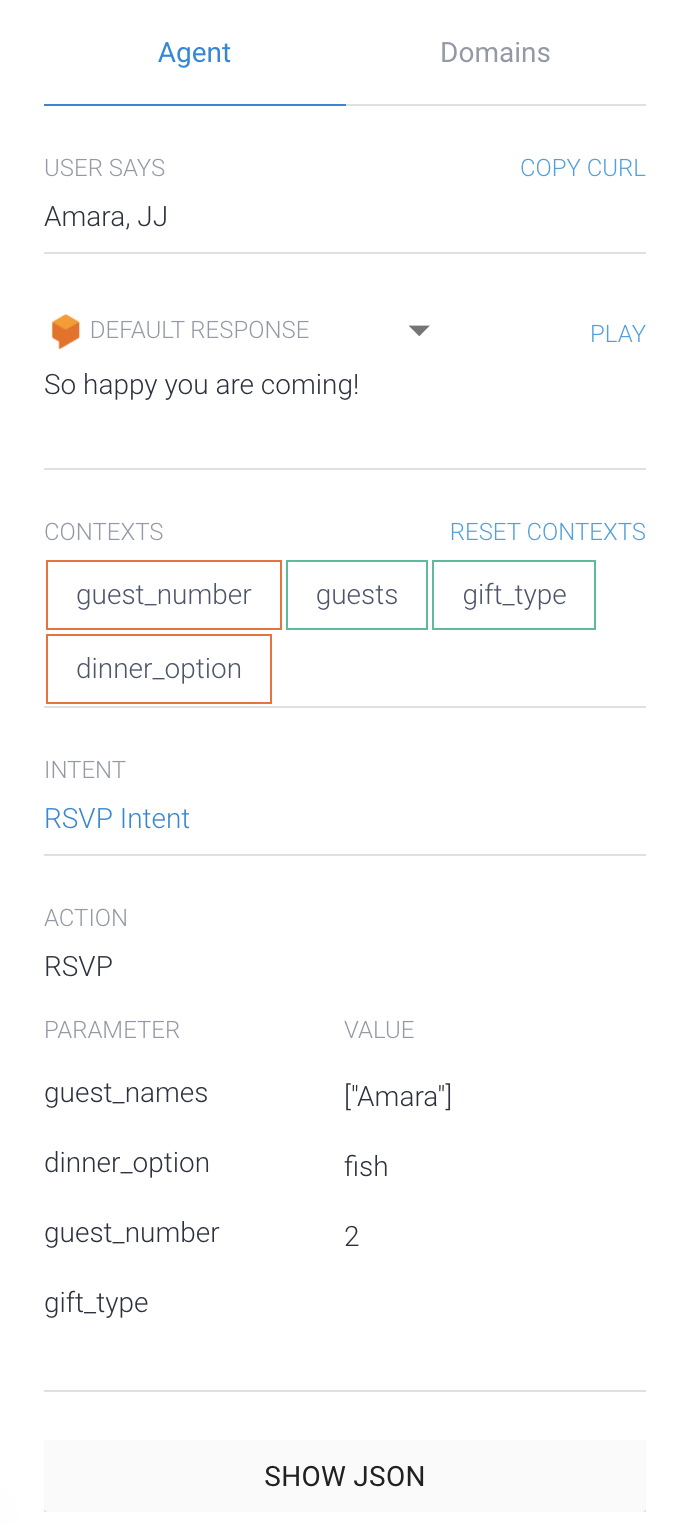 Agent Domains
USER SAYS COPY CURL
Amara, JJ
DEFAULT RESPONSE PLAY
So happy you are coming!
CONTEXTS RESET CONTEXTS
guest_number guests gift_type
dinner_option
INTENT
RSVP Intent
ACTION
RSVP
PARAMETER VALUE
guest_names ["Amara"]
dinner_option fish
guest_number 2
gift_type
SHOW JSON